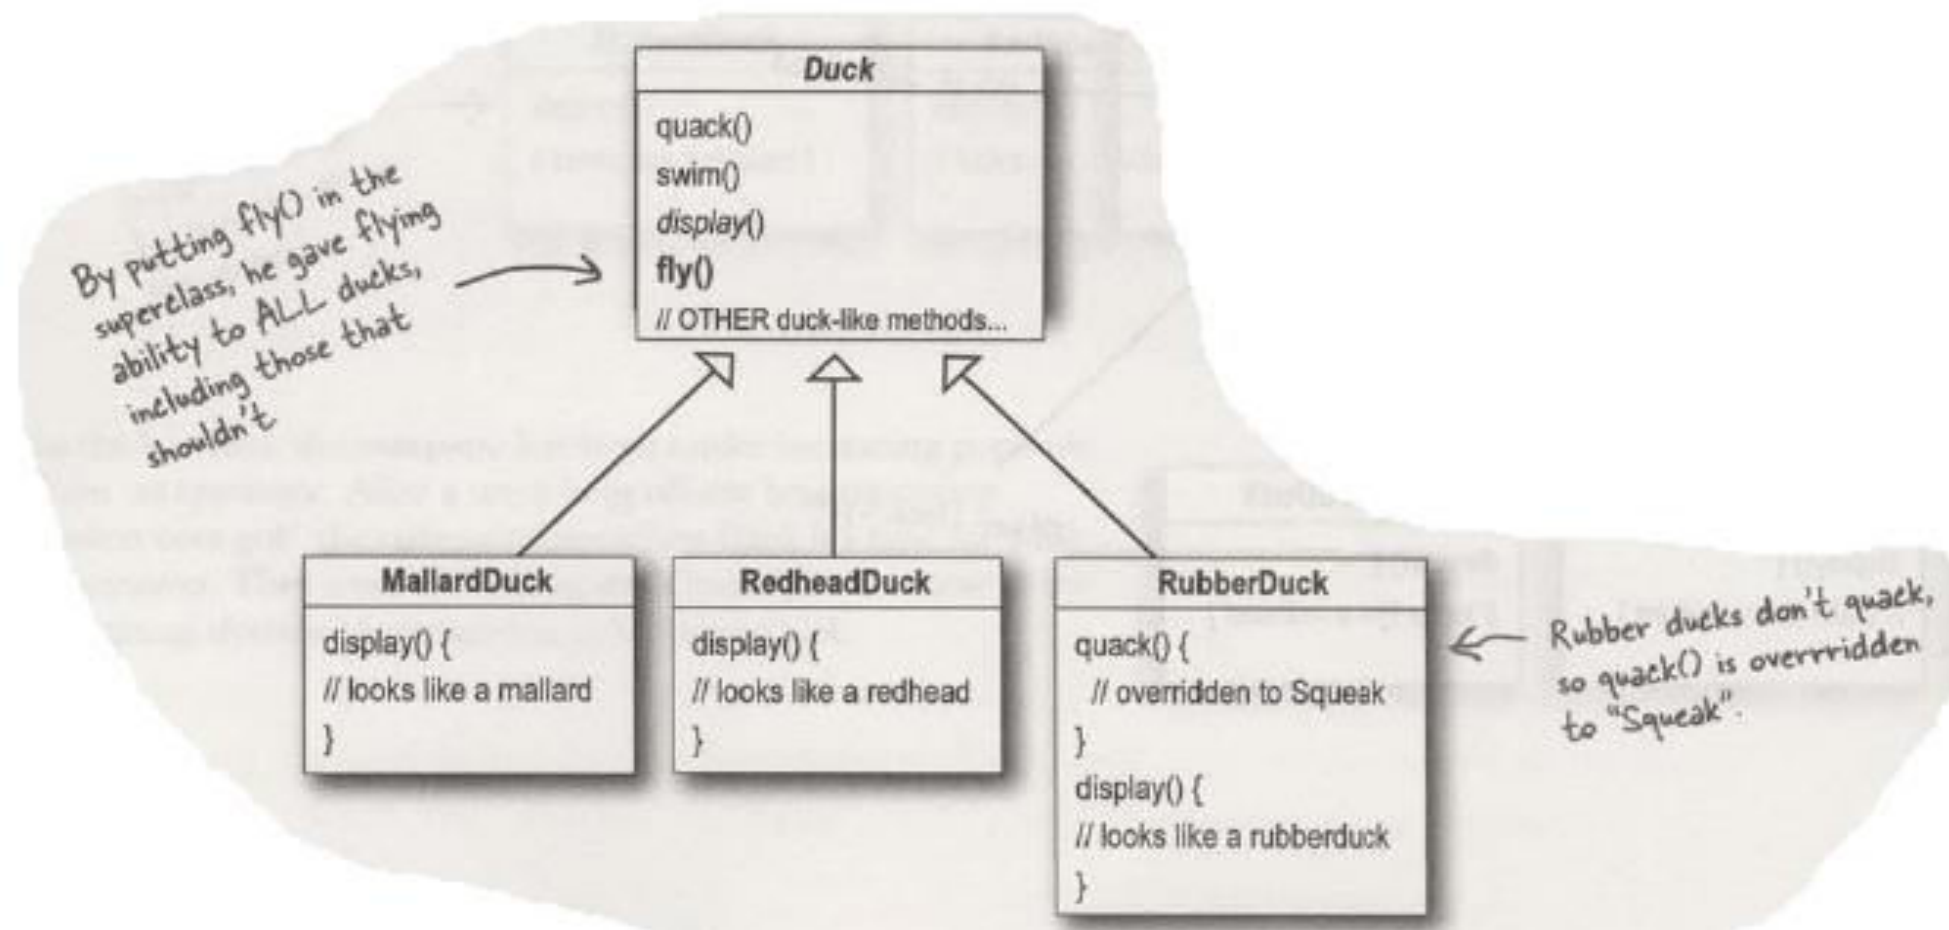 Duck
quack()
swim()
display()
fly()
// OTHER duck-like methods...
By putting fly() in the
superclass, he gave flying
ability to ALL ducks,
including those that
shouldn't
MallardDuck
display() {
// looks like a mallard
}
RedheadDuck
display() {
// looks like a redhead
}
RubberDuck
quack() {
// overridden to Squeak
}
display() {
// looks like a rubberduck
}
Rubber ducks don't quack,
so quack() is overrridden
to "Squeak".